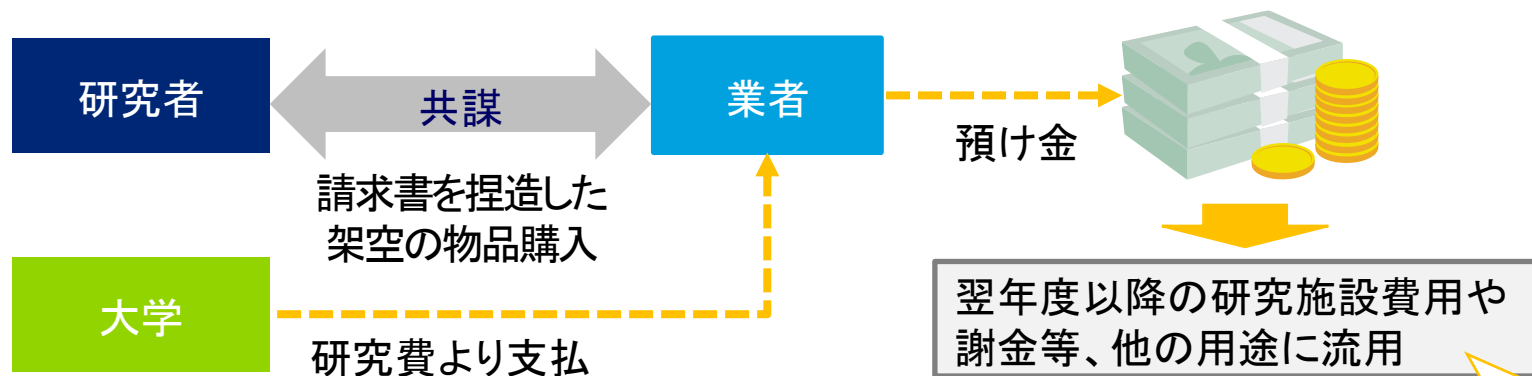 研究者
共謀
業者
預け金
請求書を捏造した
架空の物品購入
大学
研究費より支払
翌年度以降の研究施設費用や
謝金等、他の用途に流用